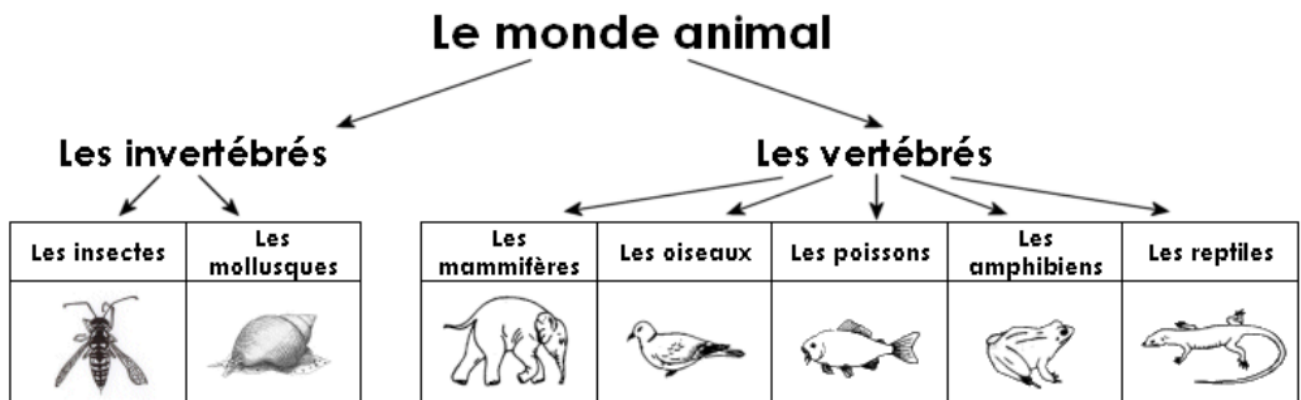 Le monde animal
Les invertébrés
Les vertébrés
Les insectes
Les
mollusques
Les
mammifères
Les oiseaux
Les poissons
Les
amphibiens
Les reptiles